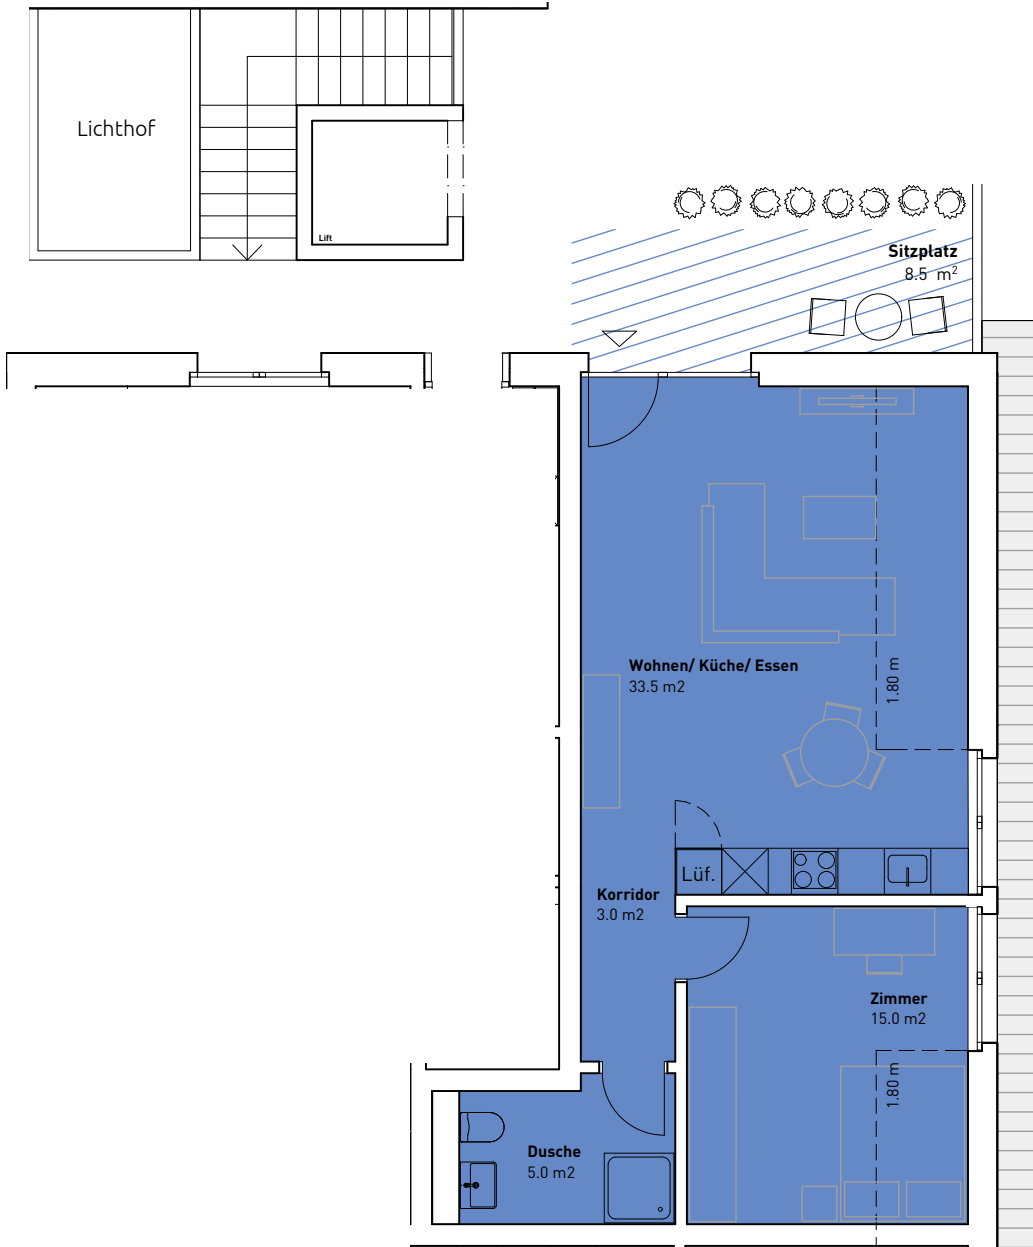 Lichthof
Lift
Sitzplatz
8.5 m²
Wohnen/ Küche/ Essen
33.5 m2
1.80 m
Lüf.
Korridor
3.0 m2
Zimmer
15.0 m2
1.80 m
Dusche
5.0 m2